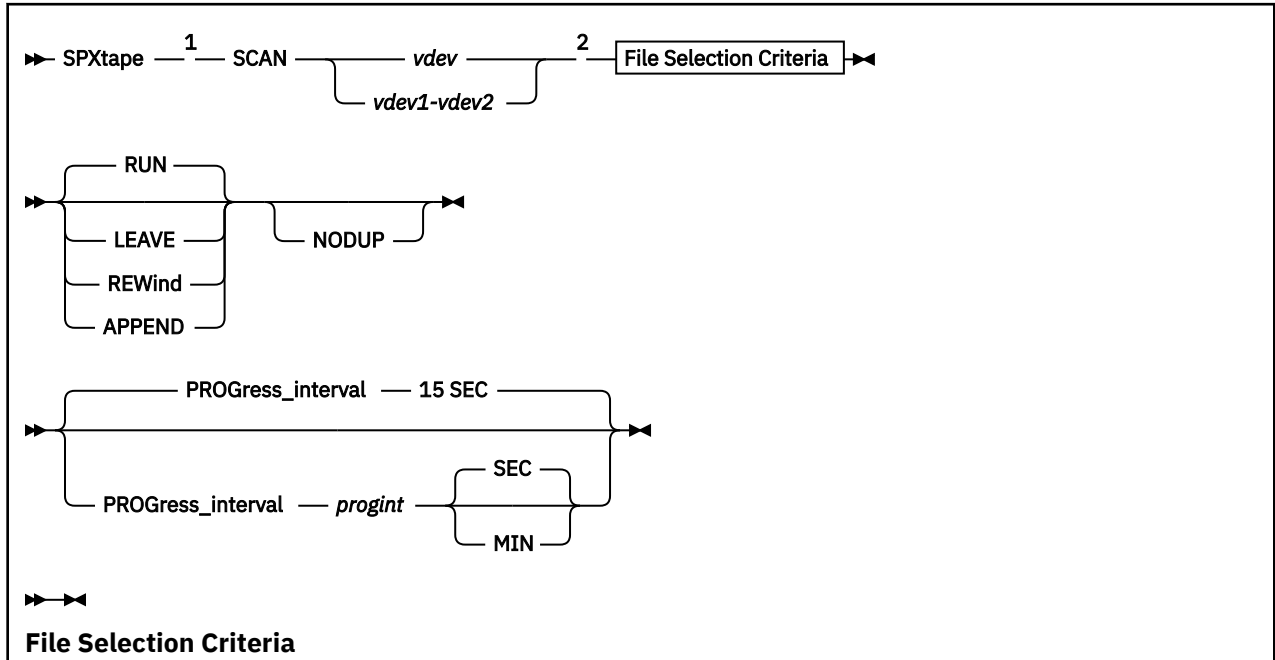 SPXtape 1 SCAN vdev 2 File Selection Criteria
vdev1-vdev2
RUN
LEAVE NODUP
REWind
APPEND
PROGress_interval 15 SEC
SEC
PROGress_interval progint
MIN
File Selection Criteria